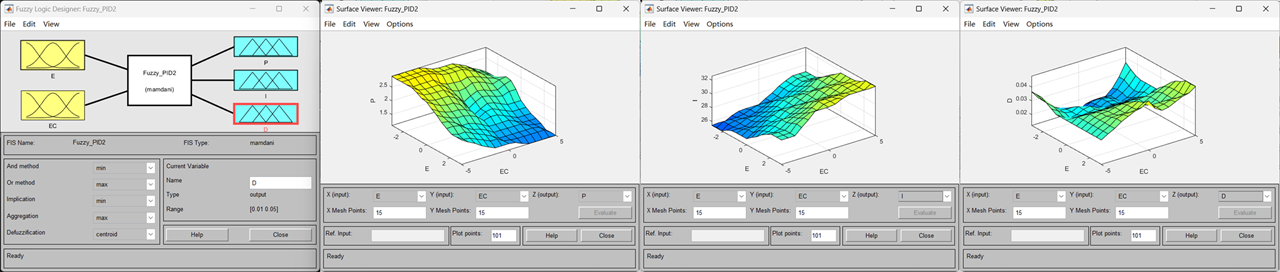 Fuzzy Logic Designer: Fuzzy_PID2
File Edit View
E
EC
Fuzzy_PID2
(mamdani)
P
I
D
FIS Name: Fuzzy_PID2 FIS Type: mamdani
And method min
Or method max
Implication min
Aggregation max
Defuzzification centroid
Current Variable
Name D
Type output
Range [0.01 0.05]
Help Close
Ready
Surface Viewer: Fuzzy_PID2
File Edit View Options
2.5
2
1.5
P
-2
0
2
E
-5
0
5
EC
X (input): E Y (input): EC Z (output): P
X Mesh Points: 15 Y Mesh Points: 15 Evaluate
Ref. Input: Plot points: 101 Help Close
Ready
Surface Viewer: Fuzzy_PID2
File Edit View Options
32
30
28
26
I
-2
0
2
E
-5
0
5
EC
X (input): E Y (input): EC Z (output): I
X Mesh Points: 15 Y Mesh Points: 15 Evaluate
Ref. Input: Plot points: 101 Help Close
Ready
Surface Viewer: Fuzzy_PID2
File Edit View Options
0.04
0.03
0.02
D
-2
0
2
E
-5
0
5
EC
X (input): E Y (input): EC Z (output): D
X Mesh Points: 15 Y Mesh Points: 15 Evaluate
Ref. Input: Plot points: 101 Help Close
Ready